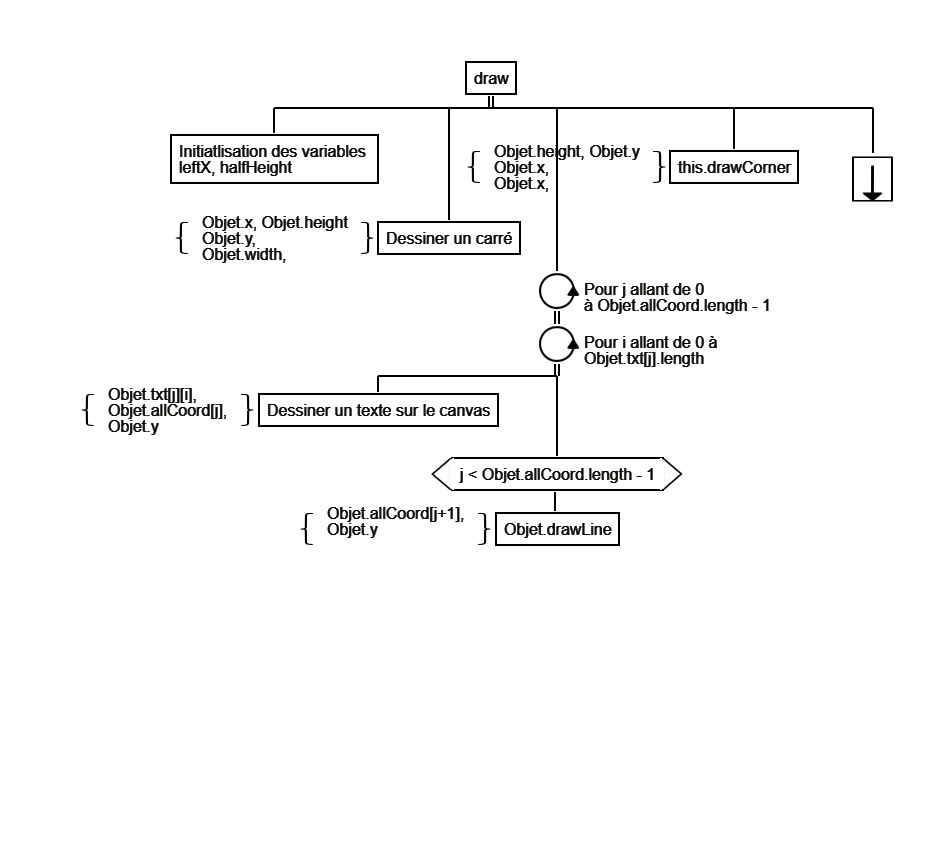 draw
Initiatlisation des variables
leftX, halfHeight
Objet.height, Objet.y
Objet.x,
Objet.x,
this.drawCorner
Objet.x, Objet.height
Objet.y,
Objet.width,
Dessiner un carré
Pour j allant de 0
à Objet.allCoord.length - 1
Pour i allant de 0 à
Objet.txt[j].length
Objet.txt[j][i],
Objet.allCoord[j],
Objet.y
Dessiner un texte sur le canvas
j < Objet.allCoord.length - 1
Objet.allCoord[j+1],
Objet.y
Objet.drawLine